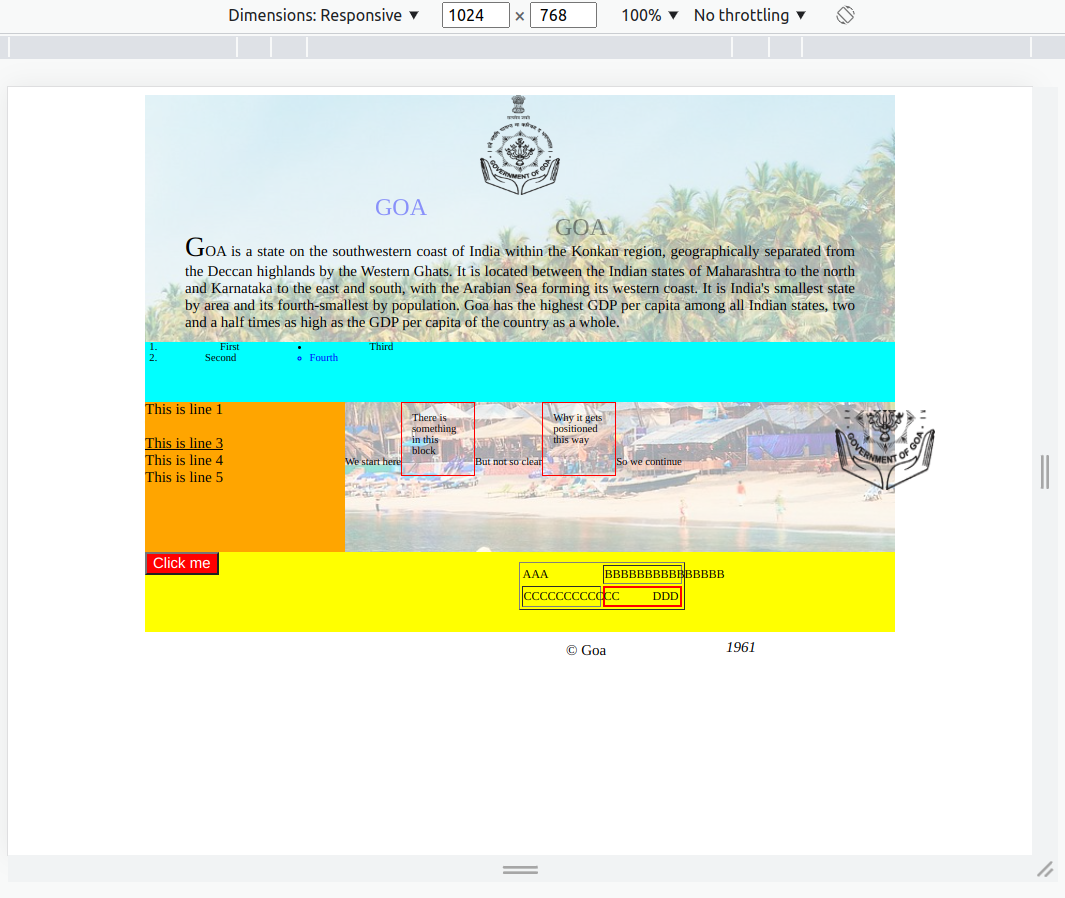 Dimensions: Responsive ▼ 1024 × 768 100% ▼ No throttling ▼
GOVERNMENT OF GOA
GOA
GOA
GOA is a state on the southwestern coast of India within the Konkan region, geographically separated from
the Deccan highlands by the Western Ghats. It is located between the Indian states of Maharashtra to the north
and Karnataka to the east and south, with the Arabian Sea forming its western coast. It is India's smallest state
by area and its fourth-smallest by population. Goa has the highest GDP per capita among all Indian states, two
and a half times as high as the GDP per capita of the country as a whole.
1. First • Third
2. Second ○ Fourth
This is line 1
This is line 3
This is line 4
This is line 5
We start here
There is
something
in this
block
But not so clear
Why it gets
positioned
this way
So we continue
GOVERNMENT OF GOA
Click me
AAA BBBBBBBBBBBBBBB
CCCCCCCCCCCC DDD
© Goa 1961